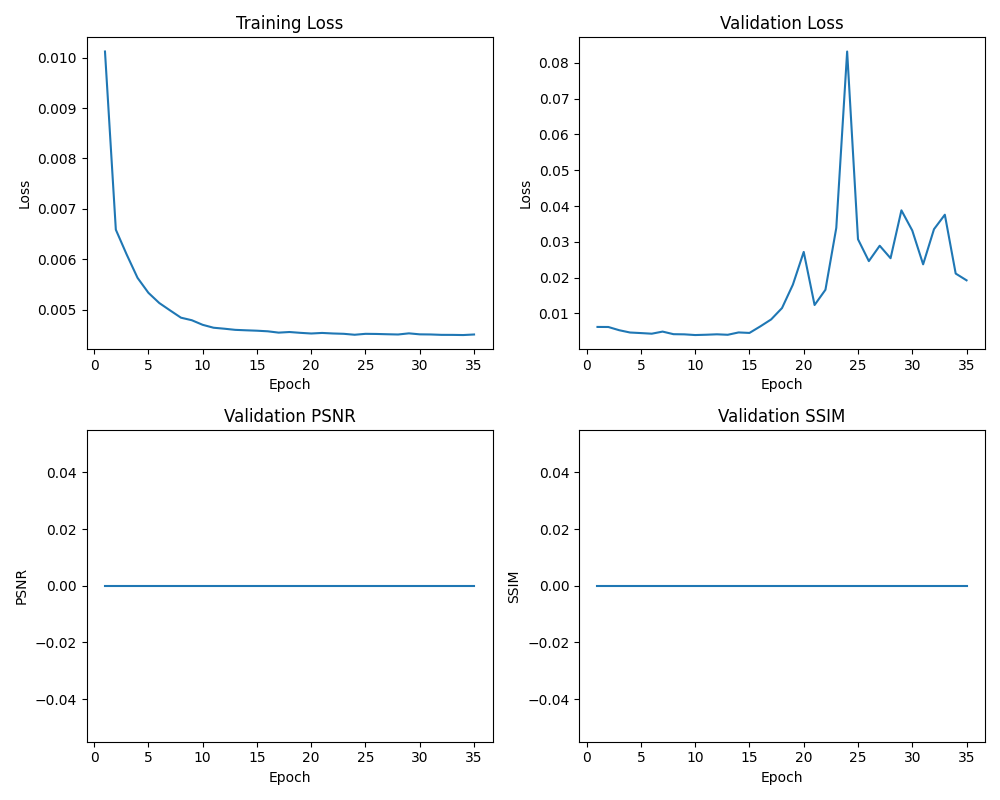 Training Loss
0.010
0.009
0.008
0.007
0.006
0.005
Loss
0 5 10 15 20 25 30 35
Epoch
Validation Loss
0.08
0.07
0.06
0.05
0.04
0.03
0.02
0.01
Loss
0 5 10 15 20 25 30 35
Epoch
Validation PSNR
0.04
0.02
0.00
−0.02
−0.04
PSNR
0 5 10 15 20 25 30 35
Epoch
Validation SSIM
0.04
0.02
0.00
−0.02
−0.04
SSIM
0 5 10 15 20 25 30 35
Epoch